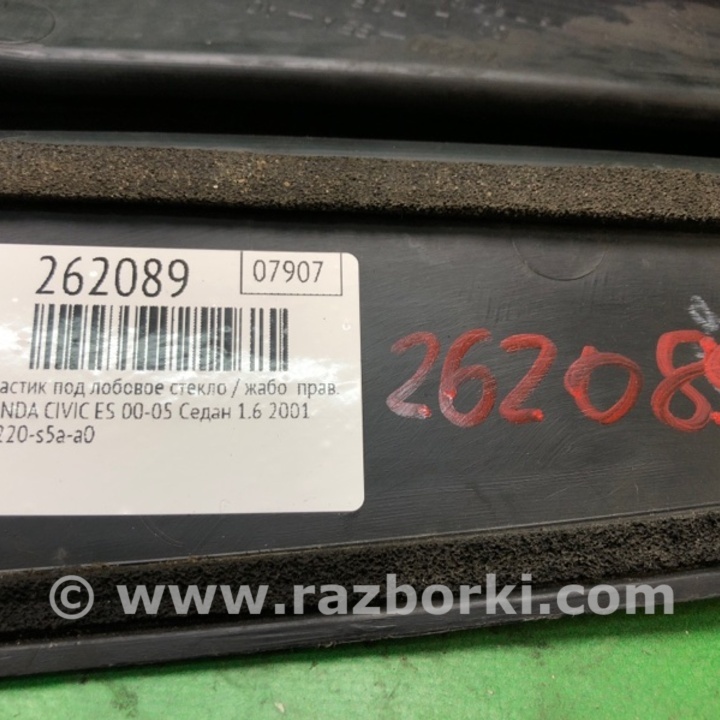 262089
07907
астик под лобовое стекло / жабо прав.
NDA CIVIC ES 00-05 Седан 1.6 2001
220-s5a-a0
26208
© www.razborki.com